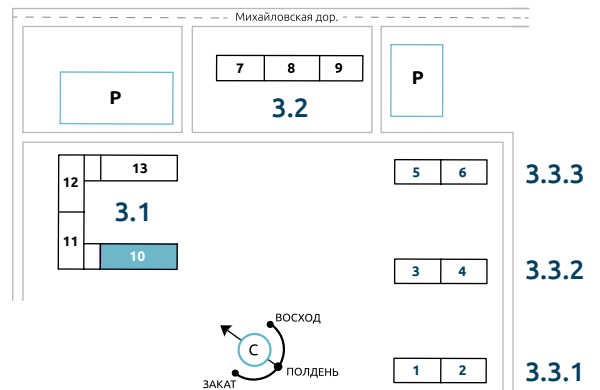 Михайловская дор.
7 8 9
P
P
3.2
13
5 6
3.3.3
12
3.1
11
10
3 4
3.3.2
ВОСХОД
С
ПОЛДЕНЬ
ЗАКАТ
1 2
3.3.1